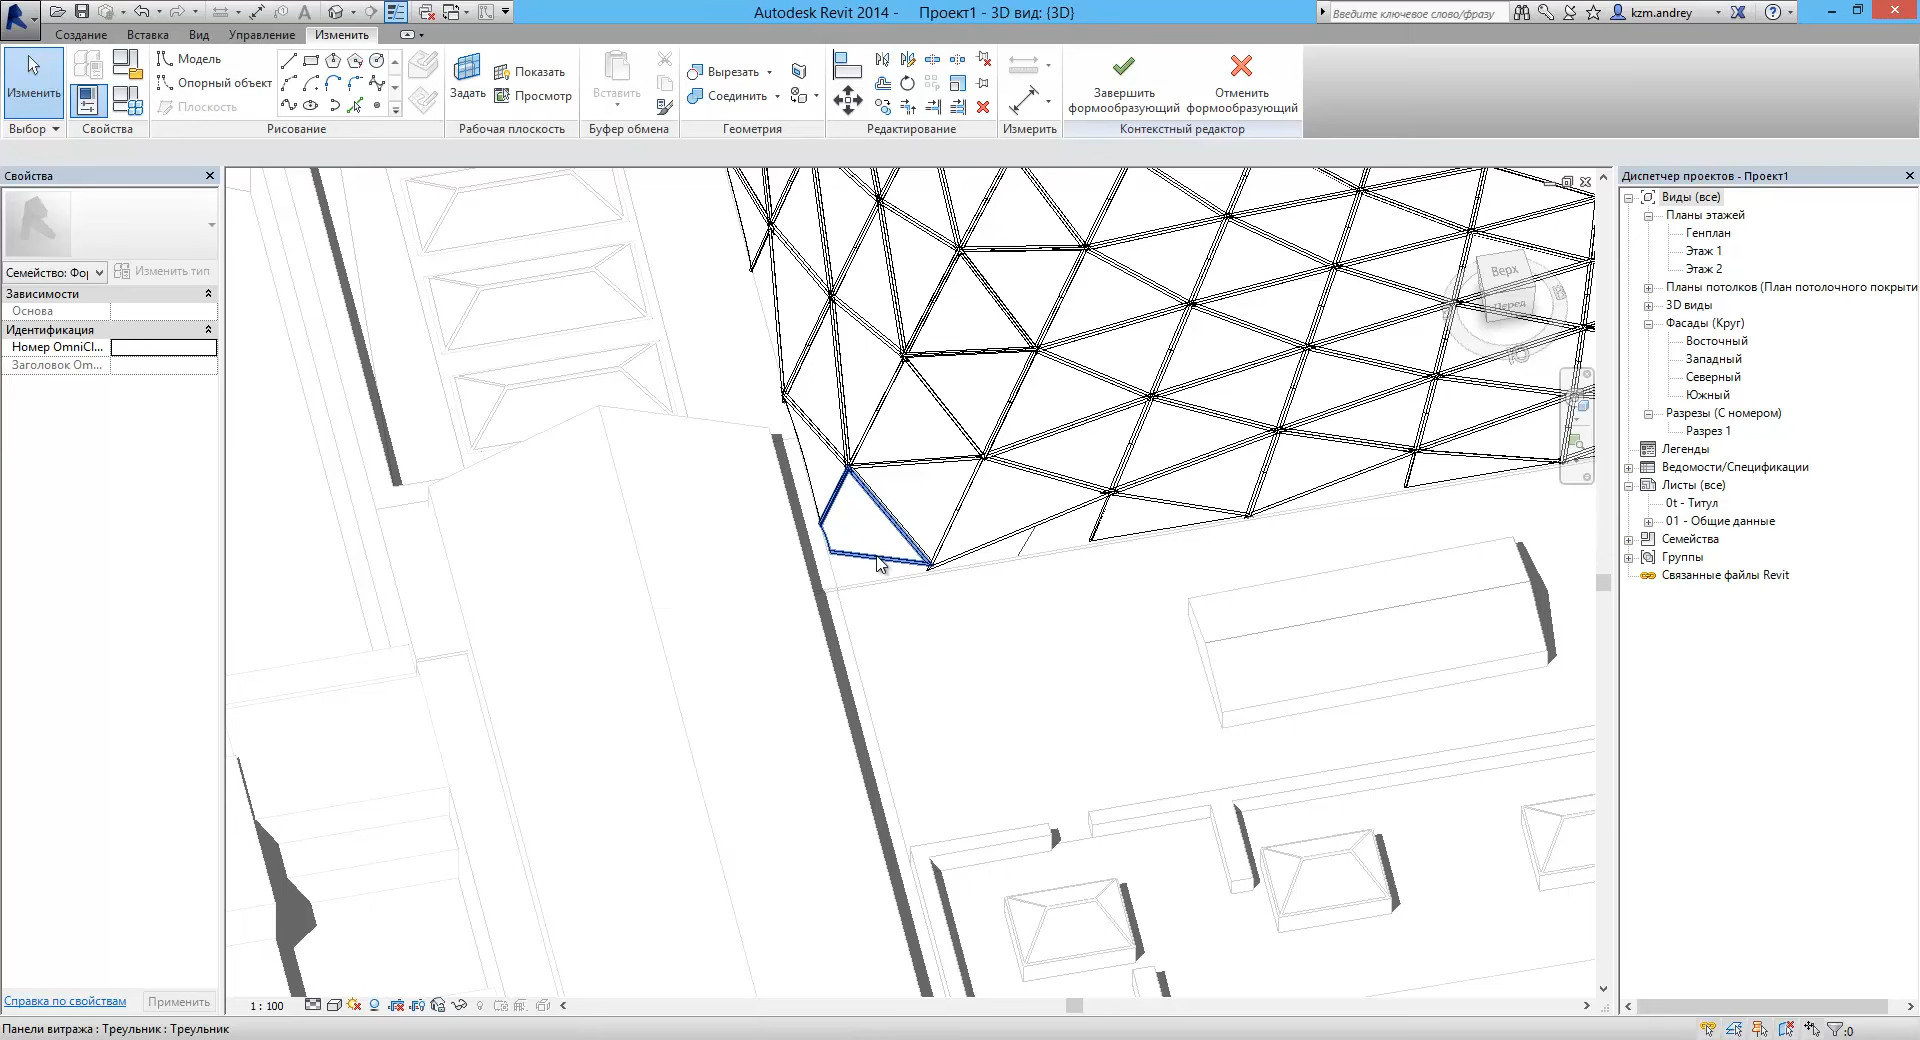 Autodesk Revit 2014 - Проект1 - 3D вид: {3D}
Введите ключевое слово/фразу
kzm.andrey
Создание
Вставка
Вид
Управление
Изменить
Изменить
Модель
Опорный объект
Плоскость
Задать
Показать
Просмотр
Вставить
Вырезать
Соединить
Завершить
формообразующий
Отменить
формообразующий
Выбор
Свойства
Рисование
Рабочая плоскость
Буфер обмена
Геометрия
Редактирование
Измерить
Контекстный редактор
Свойства
Семейство: Фор
Изменить тип
Зависимости
Основа
Идентификация
Номер OmniCl...
Заголовок Om...
Справка по свойствам
Применить
Верх
Перед
1 : 100
Диспетчер проектов - Проект1
Виды (все)
Планы этажей
Генплан
Этаж 1
Этаж 2
Планы потолков (План потолочного покрыти
3D виды
Фасады (Круг)
Восточный
Западный
Северный
Южный
Разрезы (С номером)
Разрез 1
Легенды
Ведомости/Спецификации
Листы (все)
0t - Титул
01 - Общие данные
Семейства
Группы
Связанные файлы Revit
Панели витража : Треульник : Треульник
:0